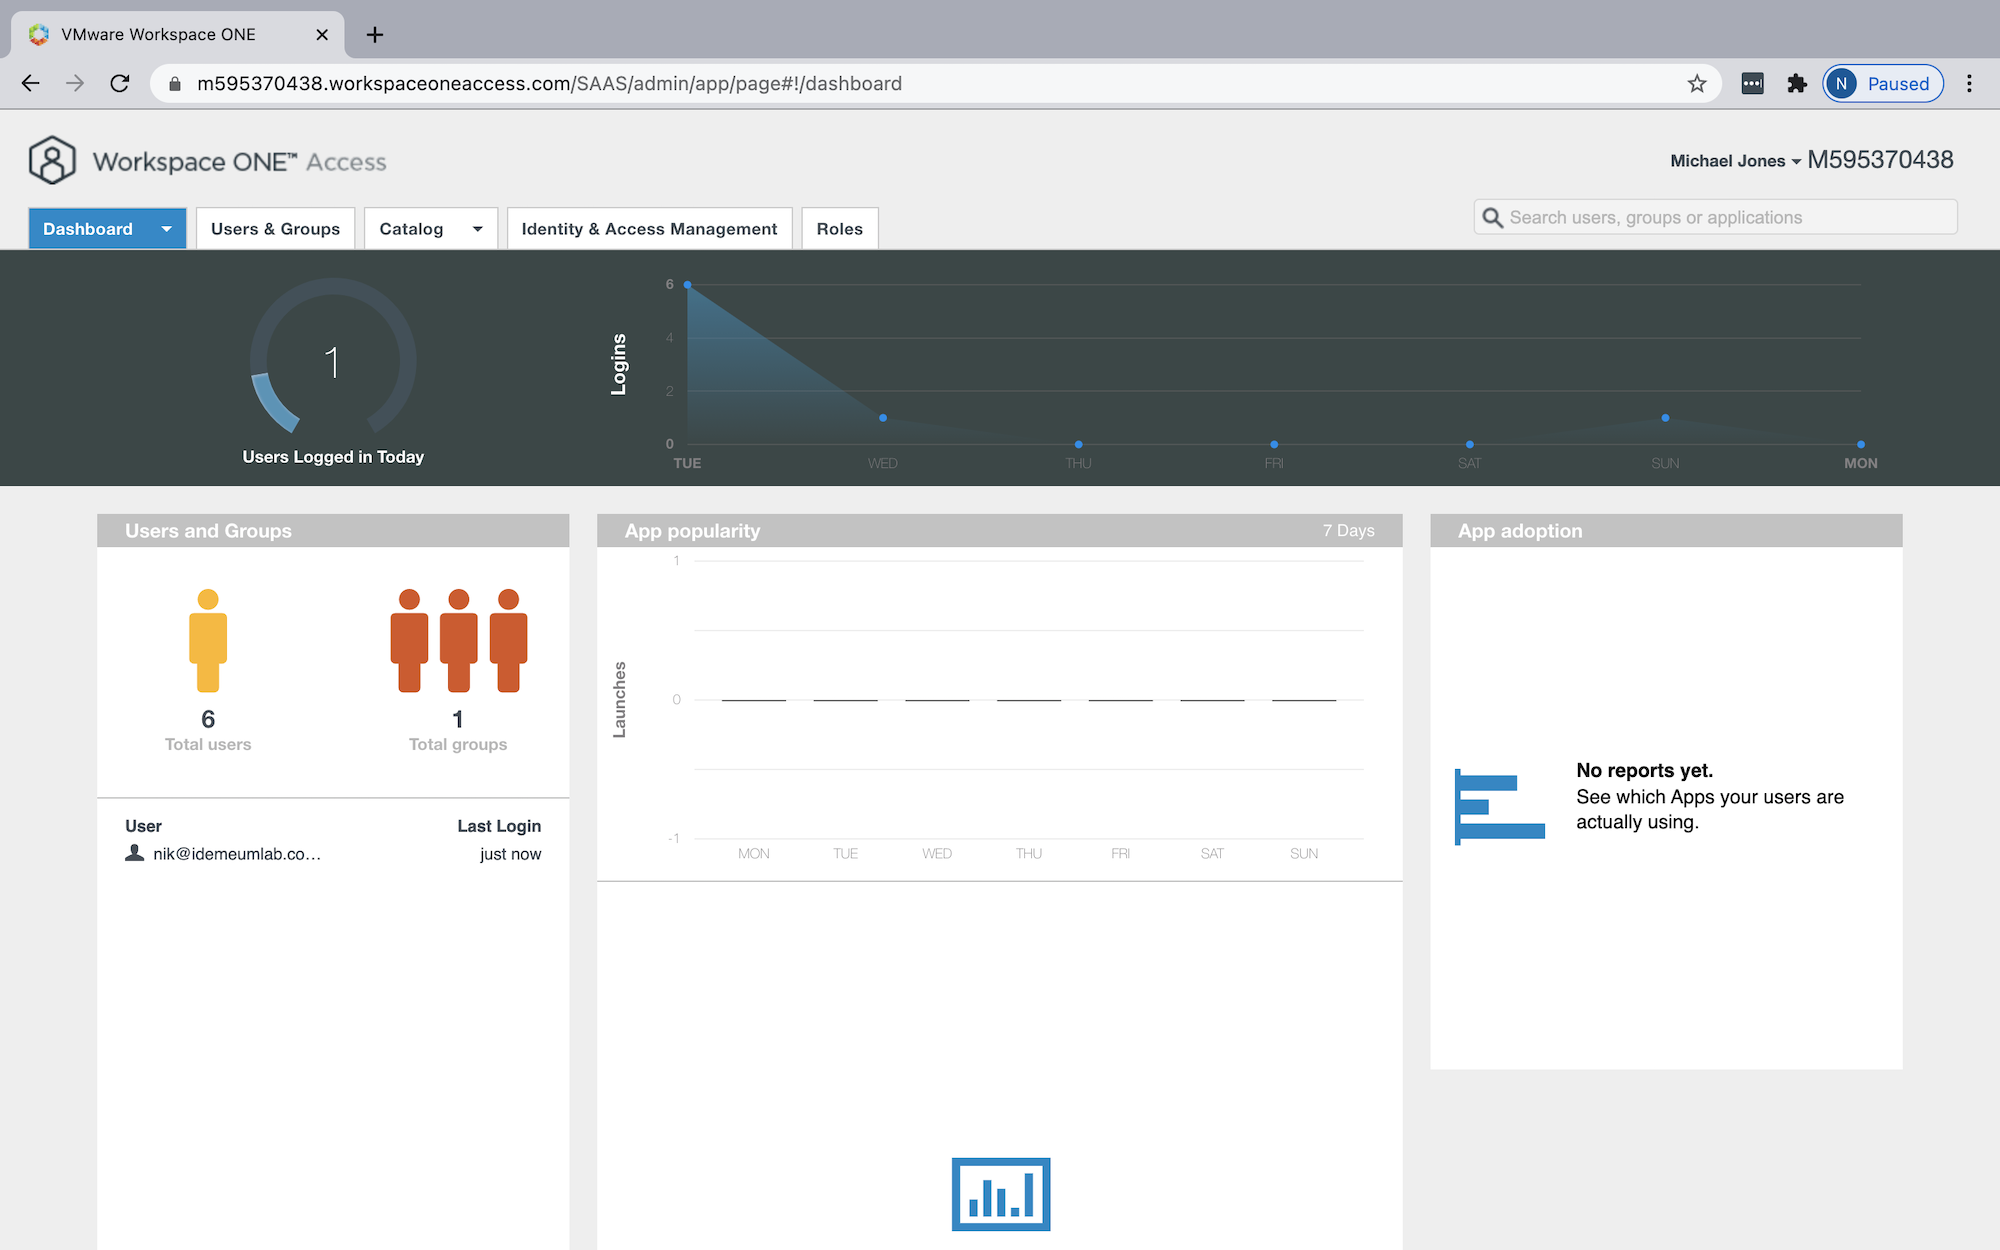 VMware Workspace ONE
m595370438.workspaceoneaccess.com/SAAS/admin/app/page#!/dashboard
N Paused
Workspace ONE™ Access
Michael Jones M595370438
Dashboard Users & Groups Catalog Identity & Access Management Roles
Search users, groups or applications
1
Users Logged in Today
Logins
6
4
2
0
TUE WED THU FRI SAT SUN MON
Users and Groups
6 1
Total users Total groups
User Last Login
nik@idemeumlab.co... just now
App popularity 7 Days
Launches
1
0
-1
MON TUE WED THU FRI SAT SUN
App adoption
No reports yet.
See which Apps your users are
actually using.